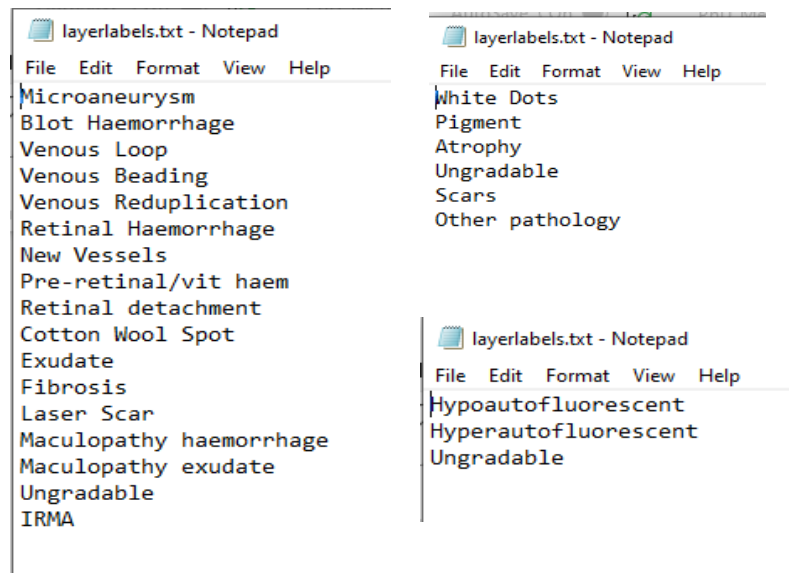 layerlabels.txt - Notepad
File Edit Format View Help
Microaneurysm
Blot Haemorrhage
Venous Loop
Venous Beading
Venous Reduplication
Retinal Haemorrhage
New Vessels
Pre-retinal/vit haem
Retinal detachment
Cotton Wool Spot
Exudate
Fibrosis
Laser Scar
Maculopathy haemorrhage
Maculopathy exudate
Ungradable
IRMA
layerlabels.txt - Notepad
File Edit Format View Help
White Dots
Pigment
Atrophy
Ungradable
Scars
Other pathology
layerlabels.txt - Notepad
File Edit Format View Help
Hypoautofluorescent
Hyperautofluorescent
Ungradable